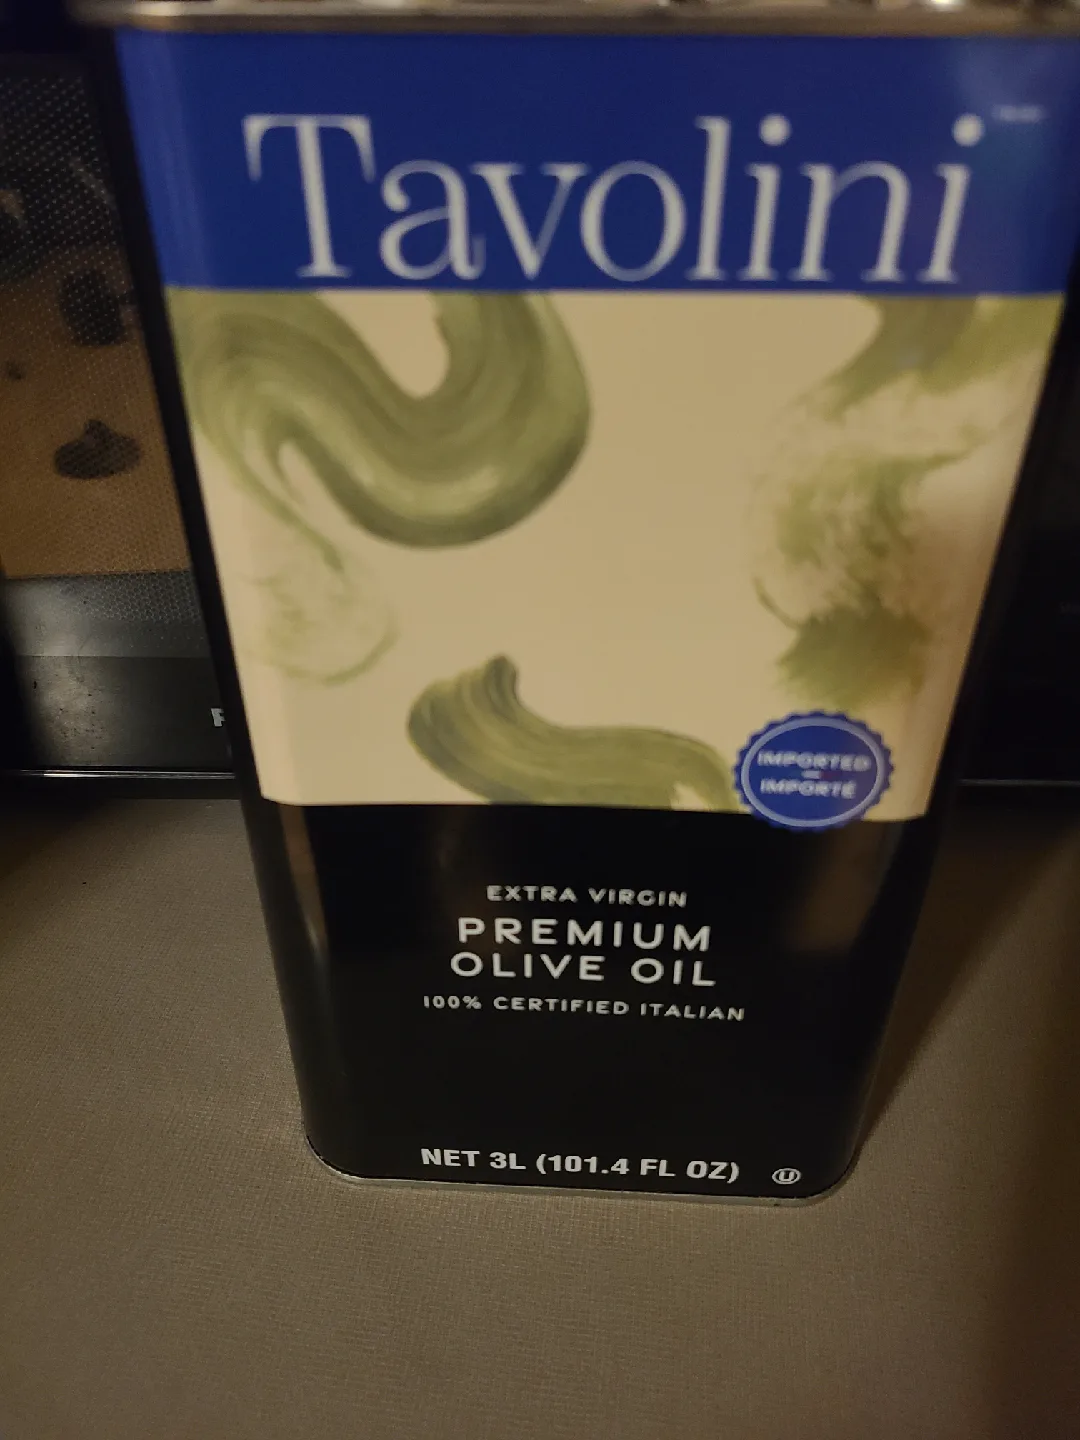 Tavolini
IMPORTED
IMPORTÉ
EXTRA VIRGIN
PREMIUM
OLIVE OIL
100% CERTIFIED ITALIAN
NET 3L (101.4 FL OZ) U